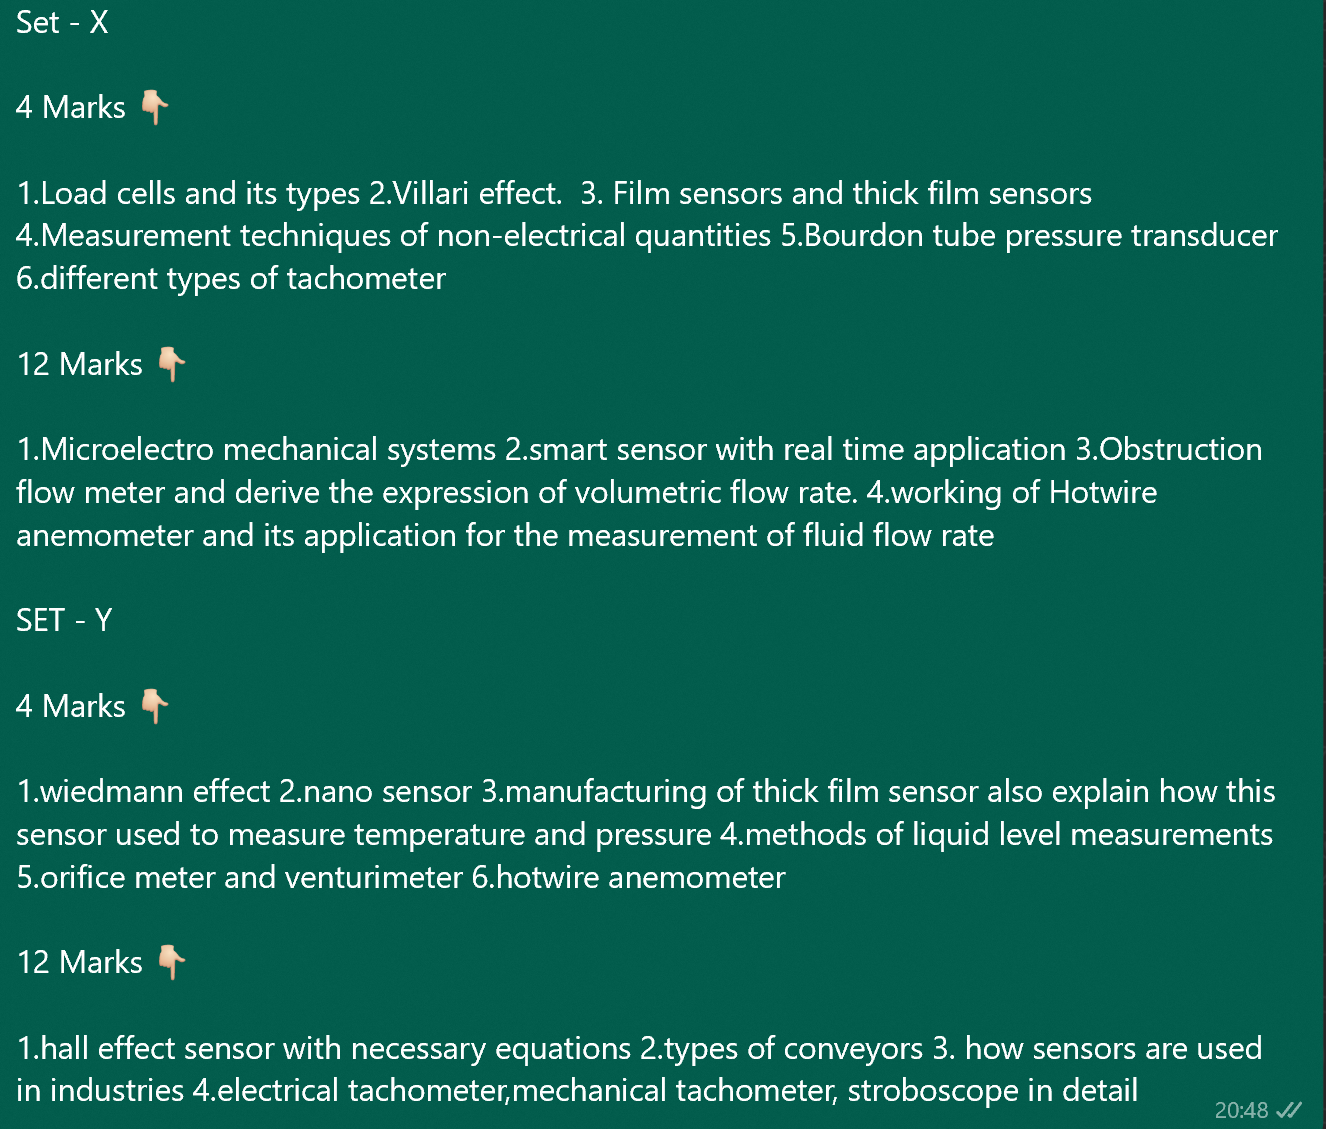 Set - X
4 Marks 👇🏻
1.Load cells and its types 2.Villari effect.  3. Film sensors and thick film sensors
4.Measurement techniques of non-electrical quantities 5.Bourdon tube pressure transducer
6.different types of tachometer
12 Marks 👇🏻
1.Microelectro mechanical systems 2.smart sensor with real time application 3.Obstruction
flow meter and derive the expression of volumetric flow rate. 4.working of Hotwire
anemometer and its application for the measurement of fluid flow rate
SET - Y
4 Marks 👇🏻
1.wiedmann effect 2.nano sensor 3.manufacturing of thick film sensor also explain how this
sensor used to measure temperature and pressure 4.methods of liquid level measurements
5.orifice meter and venturimeter 6.hotwire anemometer
12 Marks 👇🏻
1.hall effect sensor with necessary equations 2.types of conveyors 3. how sensors are used
in industries 4.electrical tachometer,mechanical tachometer, stroboscope in detail
20:48